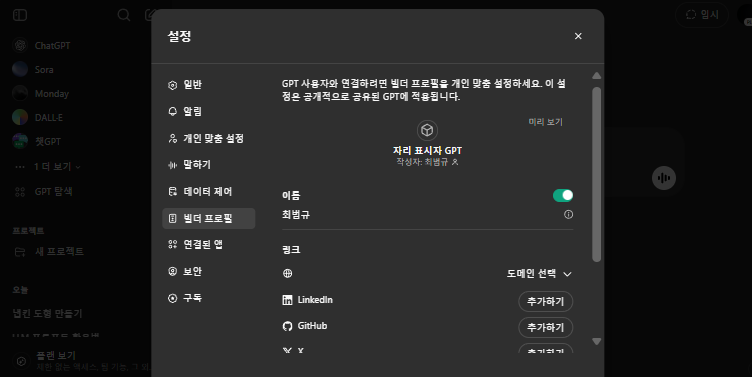 ChatGPT
Sora
Monday
DALL·E
챗GPT
1 더 보기
GPT 탐색
프로젝트
새 프로젝트
오늘
냅킨 도형 만들기
플랜 보기
임시
설정
일반
알림
개인 맞춤 설정
말하기
데이터 제어
빌더 프로필
연결된 앱
보안
구독
GPT 사용자와 연결하려면 빌더 프로필을 개인 맞춤 설정하세요. 이 설
정은 공개적으로 공유된 GPT에 적용됩니다.
미리 보기
자리 표시자 GPT
작성자: 최범규
이름
최범규
링크
도메인 선택
LinkedIn
추가하기
GitHub
추가하기
X
추가하기